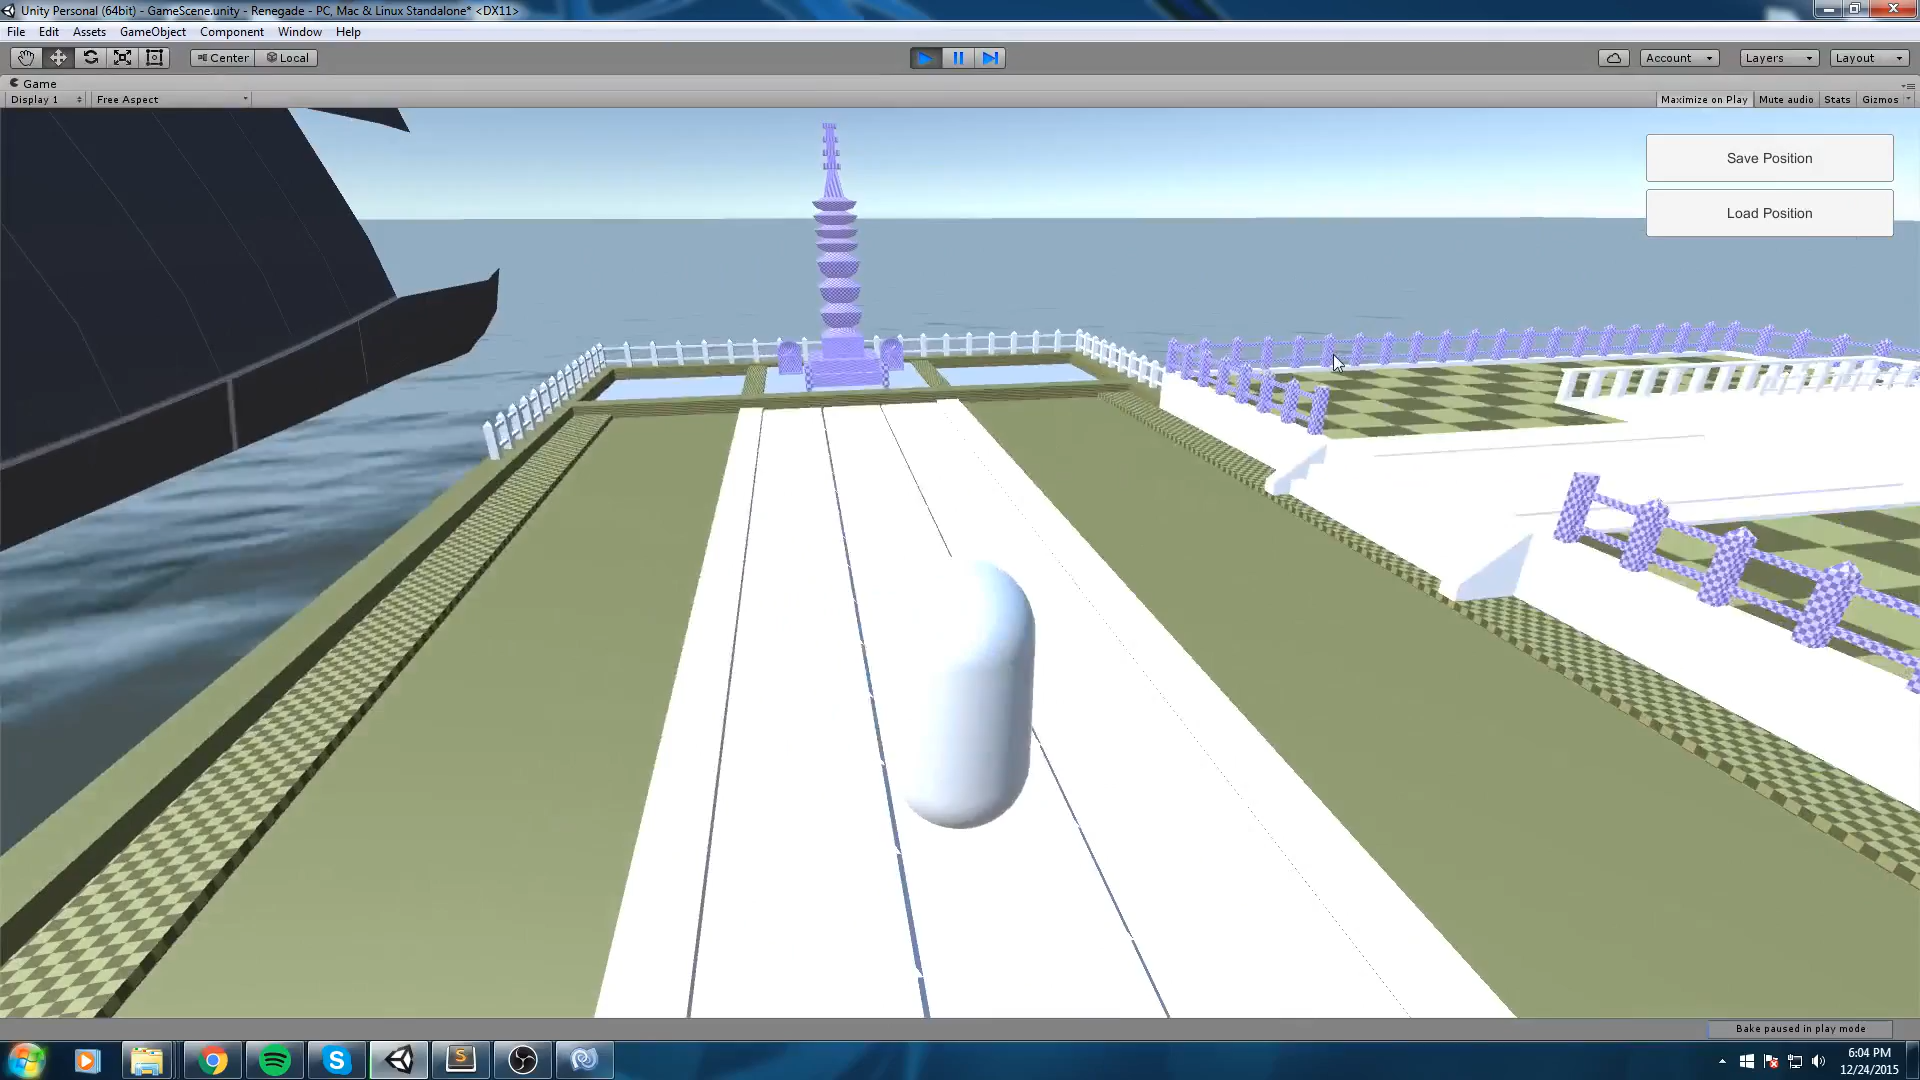 Unity Personal (64bit) - GameScene.unity - Renegade - PC, Mac & Linux Standalone* <DX11>
File Edit Assets GameObject Component Window Help
Center Local Account Layers Layout
Game
Display 1 Free Aspect Maximize on Play Mute audio Stats Gizmos
Save Position
Load Position
Bake paused in play mode
6:04 PM
12/24/2015